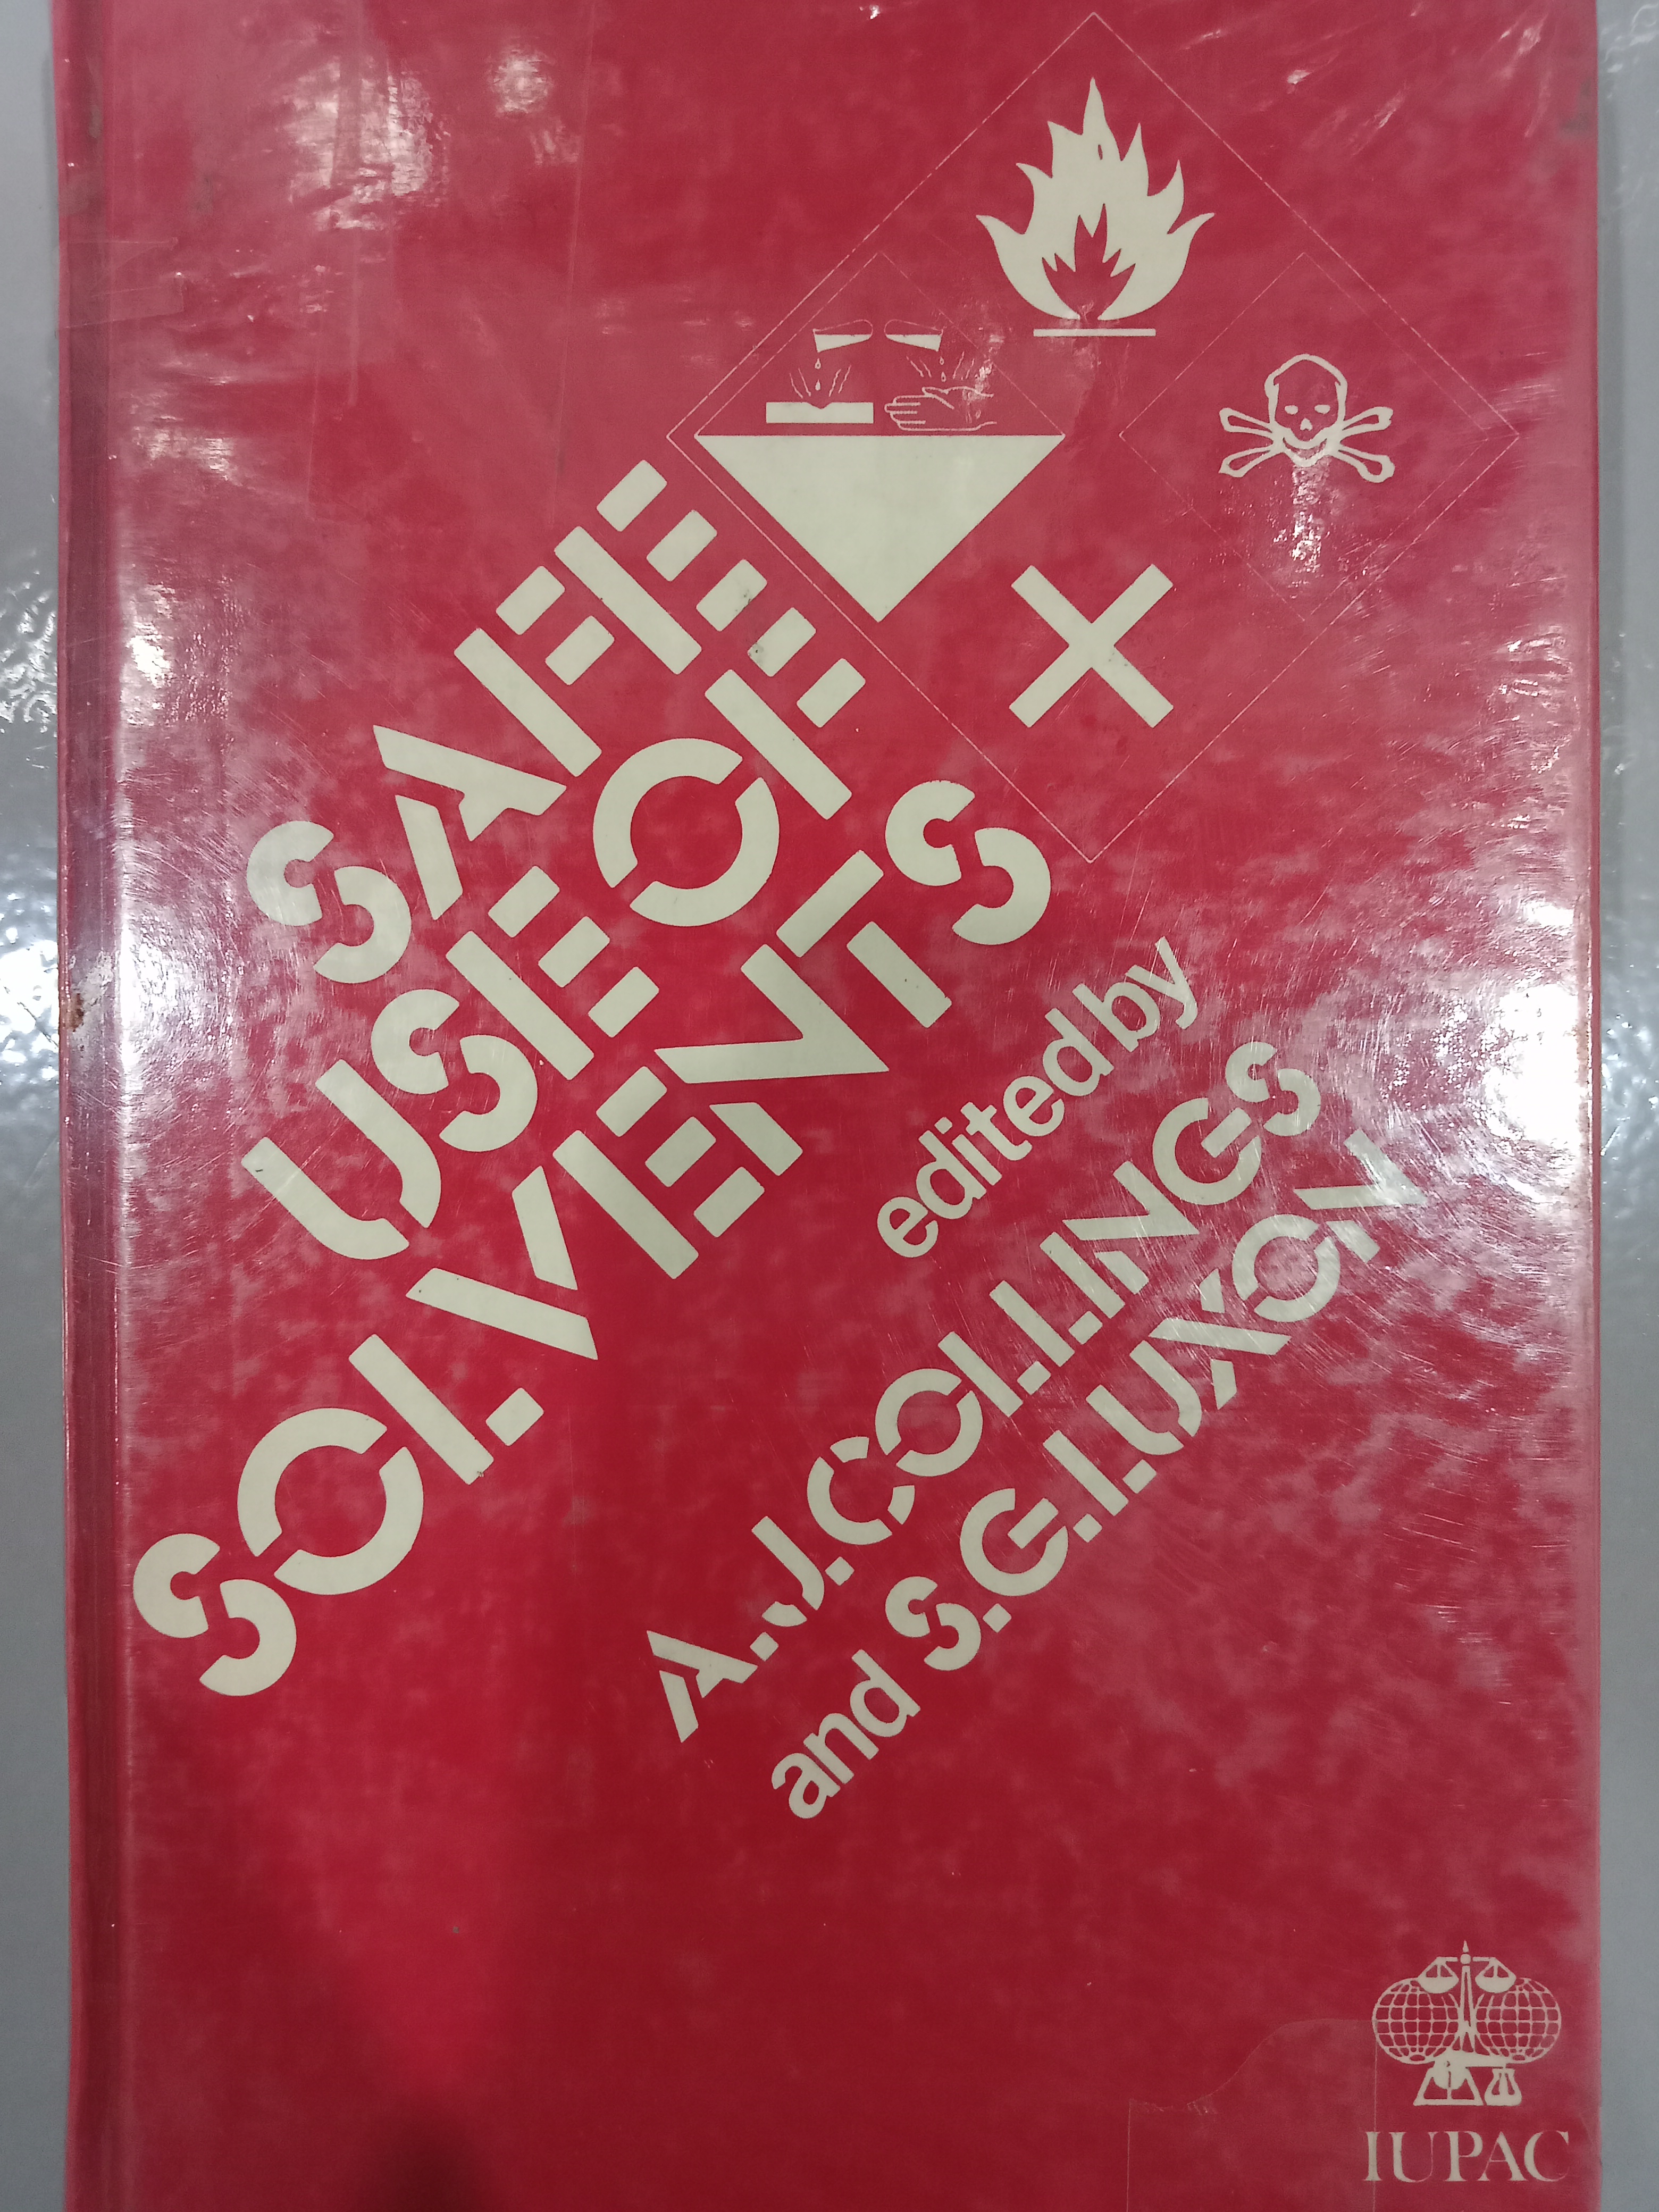 SAFE
USE OF
SOLVENTS
edited by
A.J. COLLINGS
and S.G. LUXON
IUPAC